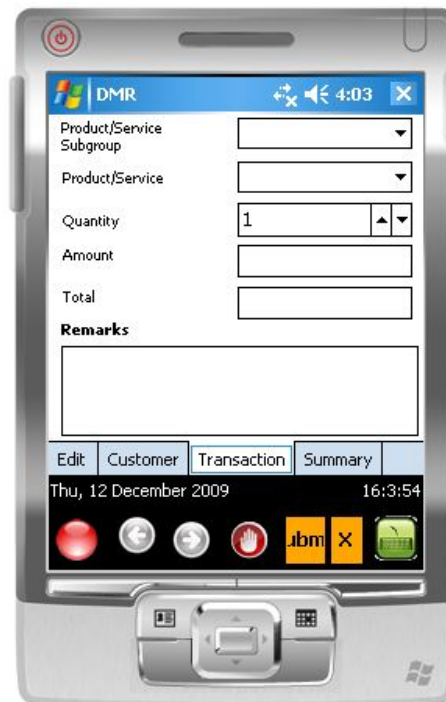 DMR 4:03 X
Product/Service
Subgroup
Product/Service
Quantity 1
Amount
Total
Remarks
Edit Customer Transaction Summary
Thu, 12 December 2009 16:3:54
ubm X